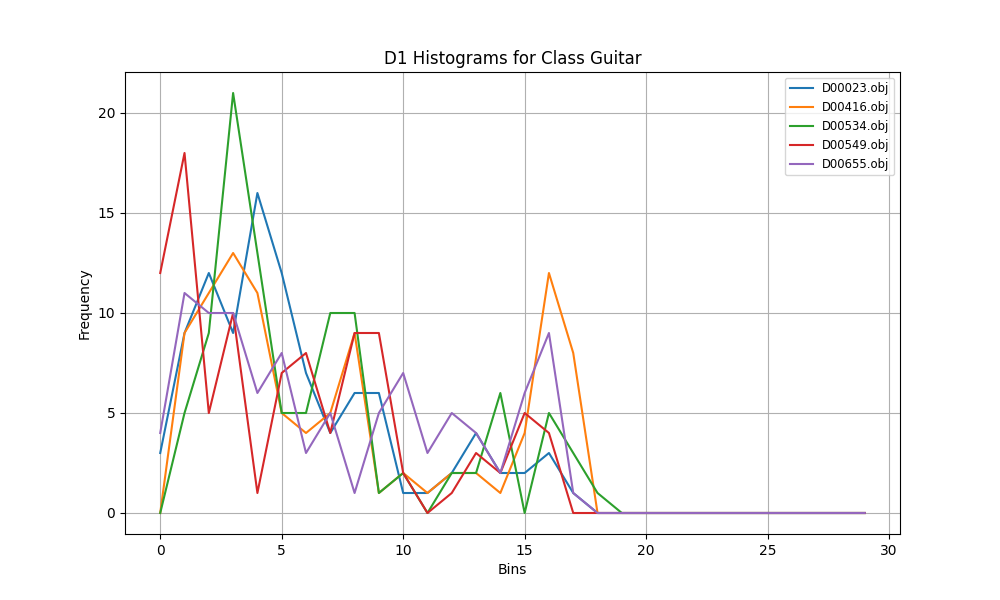 D1 Histograms for Class Guitar
D00023.obj
D00416.obj
D00534.obj
D00549.obj
D00655.obj
Frequency
20
15
10
5
0
0 5 10 15 20 25 30
Bins